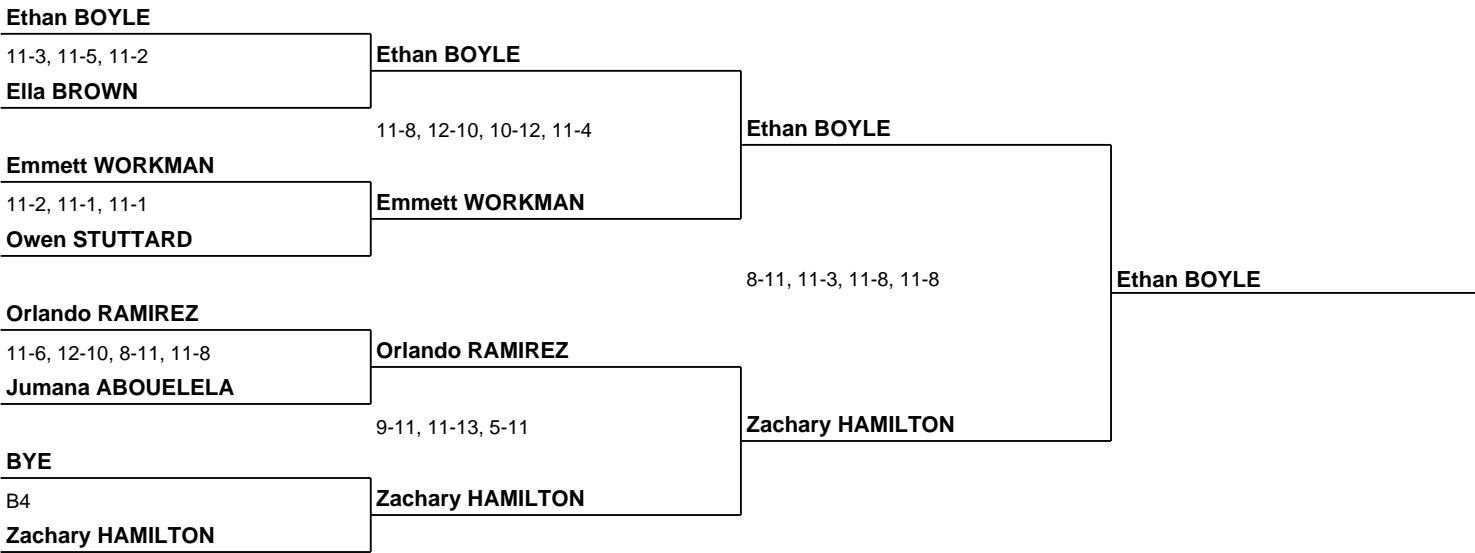 Ethan BOYLE
11-3, 11-5, 11-2
Ethan BOYLE
Ella BROWN
11-8, 12-10, 10-12, 11-4
Ethan BOYLE
Emmett WORKMAN
11-2, 11-1, 11-1
Emmett WORKMAN
Owen STUTTARD
8-11, 11-3, 11-8, 11-8
Ethan BOYLE
Orlando RAMIREZ
11-6, 12-10, 8-11, 11-8
Orlando RAMIREZ
Jumana ABOUELELA
9-11, 11-13, 5-11
Zachary HAMILTON
BYE
B4
Zachary HAMILTON
Zachary HAMILTON